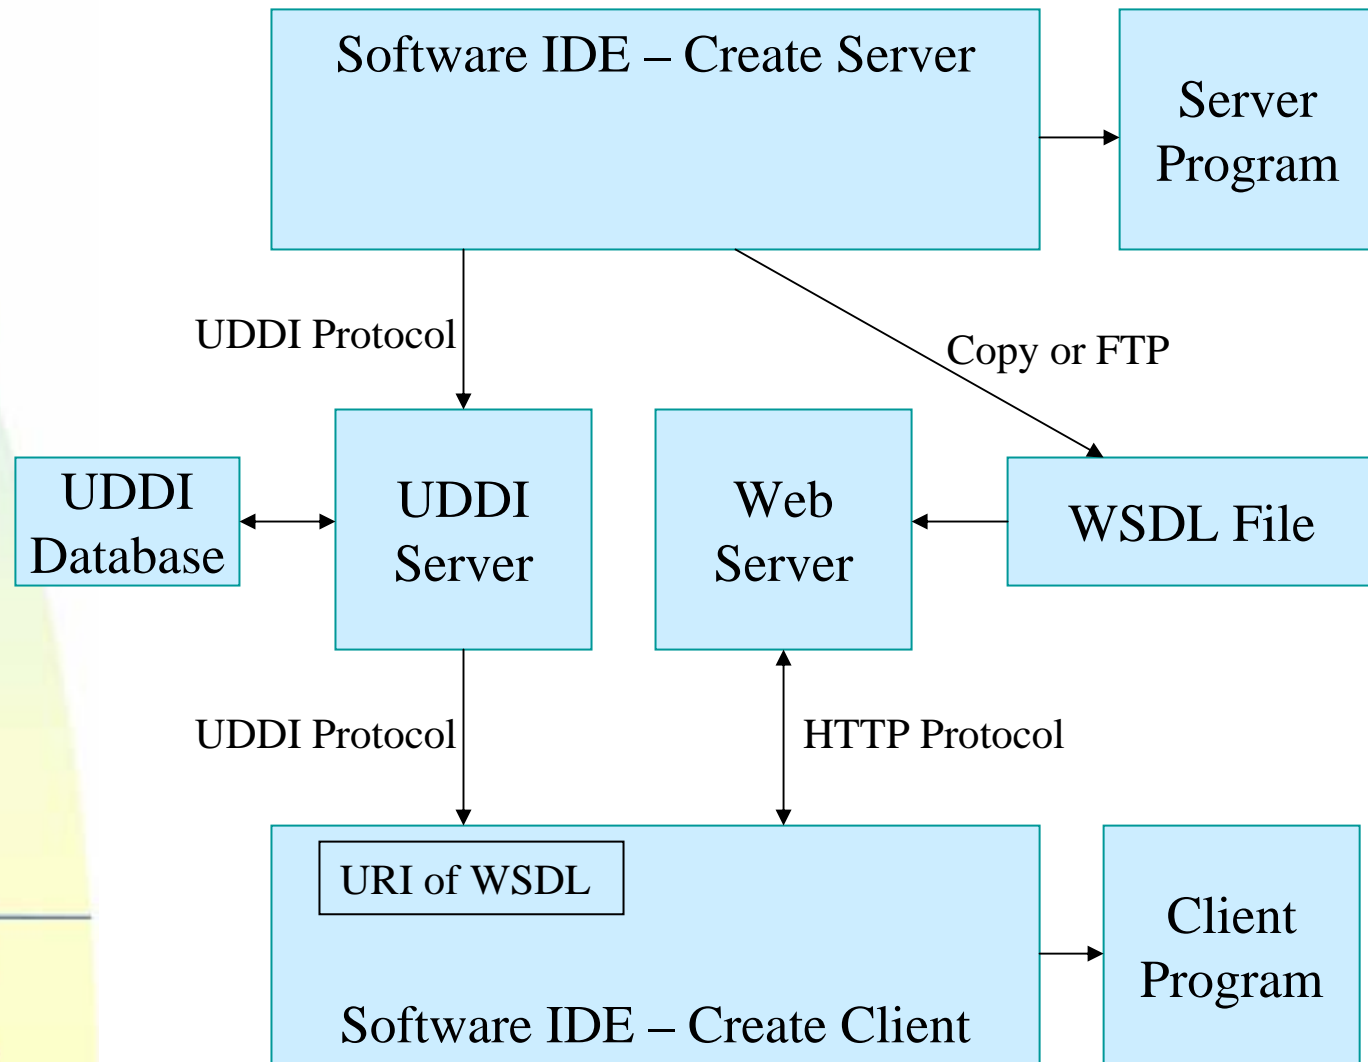 Software IDE – Create Server
Server
Program
UDDI Protocol
Copy or FTP
UDDI
Database
UDDI
Server
Web
Server
WSDL File
UDDI Protocol
HTTP Protocol
URI of WSDL
Client
Program
Software IDE – Create Client